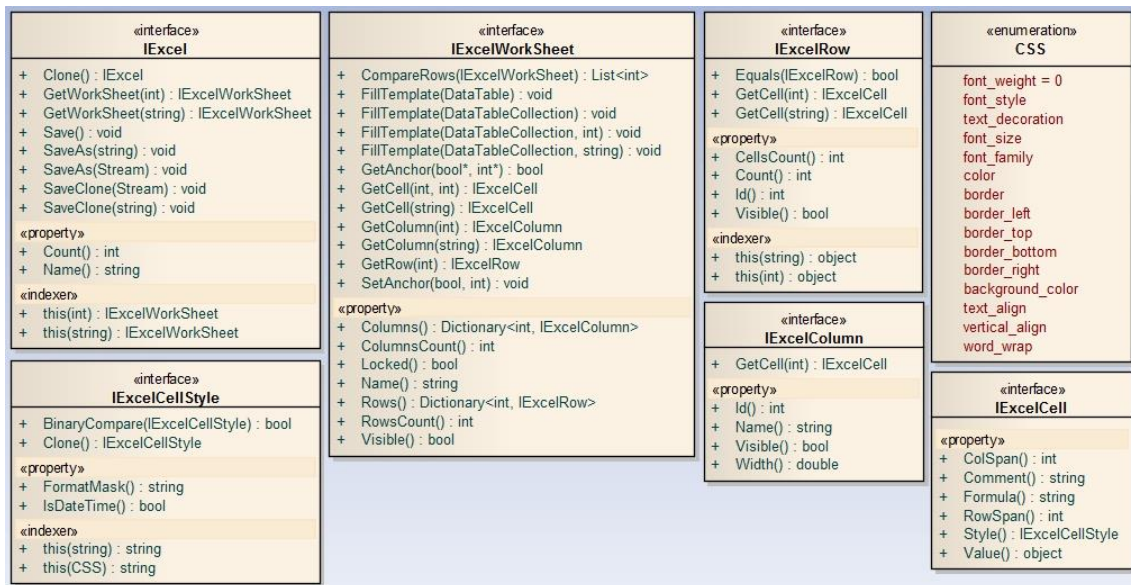 «interface»
IExcel
+ Clone() : IExcel
+ GetWorkSheet(int) : IExcelWorkSheet
+ GetWorkSheet(string) : IExcelWorkSheet
+ Save() : void
+ SaveAs(string) : void
+ SaveAs(Stream) : void
+ SaveClone(Stream) : void
+ SaveClone(string) : void
«property»
+ Count() : int
+ Name() : string
«indexer»
+ this(int) : IExcelWorkSheet
+ this(string) : IExcelWorkSheet
«interface»
IExcelCellStyle
+ BinaryCompare(IExcelCellStyle) : bool
+ Clone() : IExcelCellStyle
«property»
+ FormatMask() : string
+ IsDateTime() : bool
«indexer»
+ this(string) : string
+ this(CSS) : string
«interface»
IExcelWorkSheet
+ CompareRows(IExcelWorkSheet) : List<int>
+ FillTemplate(DataTable) : void
+ FillTemplate(DataTableCollection) : void
+ FillTemplate(DataTableCollection, int) : void
+ FillTemplate(DataTableCollection, string) : void
+ GetAnchor(bool*, int*) : bool
+ GetCell(int, int) : IExcelCell
+ GetCell(string) : IExcelCell
+ GetColumn(int) : IExcelColumn
+ GetColumn(string) : IExcelColumn
+ GetRow(int) : IExcelRow
+ SetAnchor(bool, int) : void
«property»
+ Columns() : Dictionary<int, IExcelColumn>
+ ColumnsCount() : int
+ Locked() : bool
+ Name() : string
+ Rows() : Dictionary<int, IExcelRow>
+ RowsCount() : int
+ Visible() : bool
«interface»
IExcelRow
+ Equals(IExcelRow) : bool
+ GetCell(int) : IExcelCell
+ GetCell(string) : IExcelCell
«property»
+ CellsCount() : int
+ Count() : int
+ Id() : int
+ Visible() : bool
«indexer»
+ this(string) : object
+ this(int) : object
«interface»
IExcelColumn
+ GetCell(int) : IExcelCell
«property»
+ Id() : int
+ Name() : string
+ Visible() : bool
+ Width() : double
«enumeration»
CSS
font_weight = 0
font_style
text_decoration
font_size
font_family
color
border
border_left
border_top
border_bottom
border_right
background_color
text_align
vertical_align
word_wrap
«interface»
IExcelCell
«property»
+ ColSpan() : int
+ Comment() : string
+ Formula() : string
+ RowSpan() : int
+ Style() : IExcelCellStyle
+ Value() : object